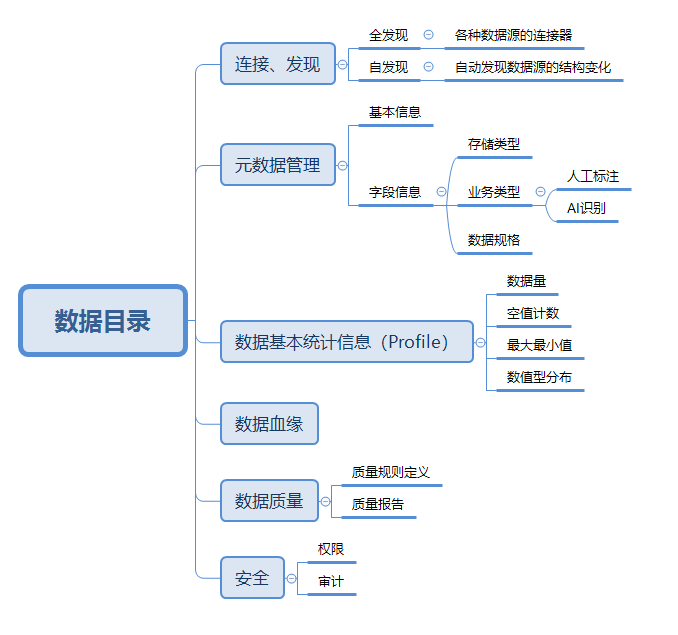 数据目录
连接、发现
全发现
各种数据源的连接器
自发现
自动发现数据源的结构变化
元数据管理
基本信息
字段信息
存储类型
业务类型
人工标注
AI识别
数据规格
数据基本统计信息（Profile）
数据量
空值计数
最大最小值
数值型分布
数据血缘
数据质量
质量规则定义
质量报告
安全
权限
审计